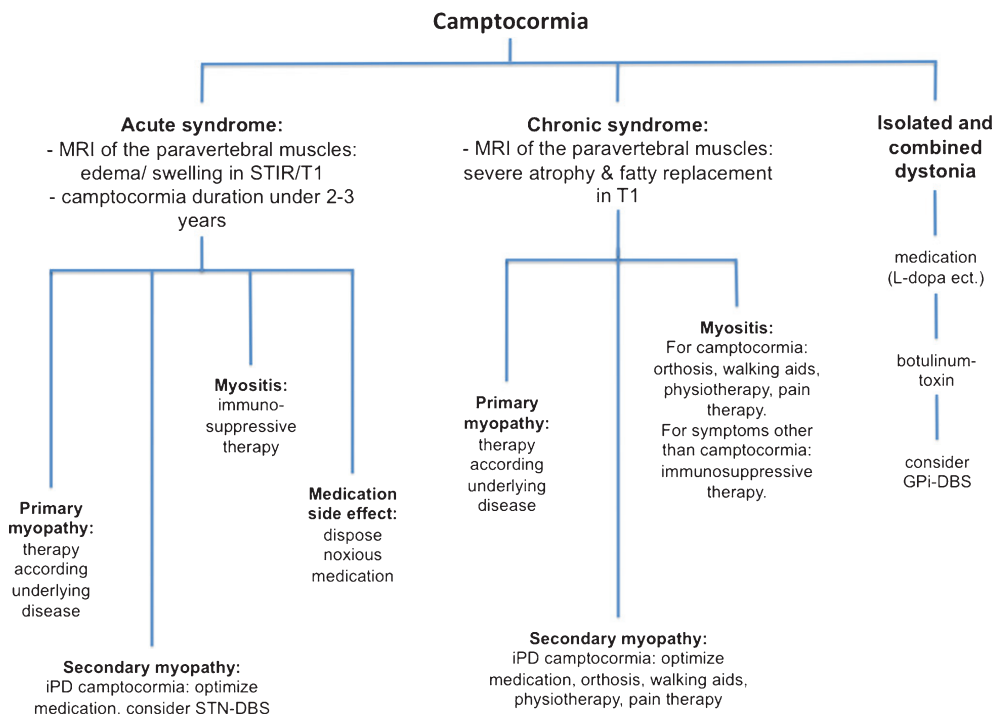 Camptocormia
Acute syndrome:
- MRI of the paravertebral muscles:
edema/ swelling in STIR/T1
- camptocormia duration under 2-3
years
Primary
myopathy:
therapy
according
underlying
disease
Secondary myopathy:
iPD camptocormia: optimize
medication, consider STN-DBS
Myositis:
immuno-
suppressive
therapy
Medication
side effect:
dispose
noxious
medication
Chronic syndrome:
- MRI of the paravertebral muscles:
severe atrophy & fatty replacement
in T1
Primary
myopathy:
therapy
according
underlying
disease
Secondary myopathy:
iPD camptocormia: optimize
medication, orthosis, walking aids,
physiotherapy, pain therapy
Myositis:
For camptocormia:
orthosis, walking aids,
physiotherapy, pain
therapy.
For symptoms other
than camptocormia:
immunosuppressive
therapy.
Isolated and
combined
dystonia
medication
(L-dopa ect.)
botulinum-
toxin
consider
GPi-DBS